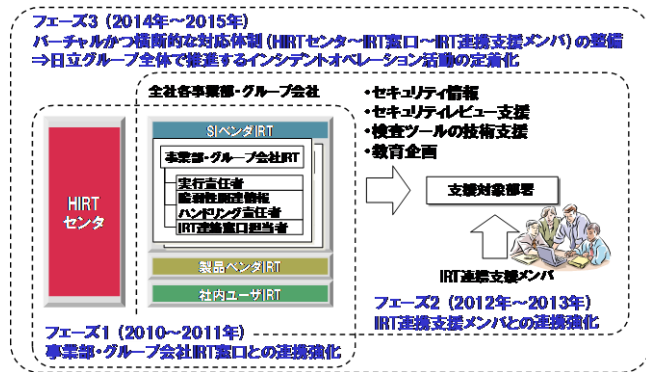 フェーズ3（2014年～2015年）
バーチャルかつ横断的な対応体制（HIRTセンタ～IRT窓口～IRT連携支援メンバ）の整備
⇒日立グループ全体で推進するインシデントオペレーション活動の定着化
全社各事業部・グループ会社
・セキュリティ情報
・セキュリティレビュー支援
・検査ツールの技術支援
・教育企画
HIRT
センタ
SIベンダIRT
事業部・グループ会社IRT
実行責任者
脆弱性関連情報
ハンドリング責任者
IRT連絡窓口担当者
製品ベンダIRT
社内ユーザIRT
支援対象部署
IRT連携支援メンバ
フェーズ2（2012年～2013年）
IRT連携支援メンバとの連携強化
フェーズ1（2010～2011年）
事業部・グループ会社IRT窓口との連携強化